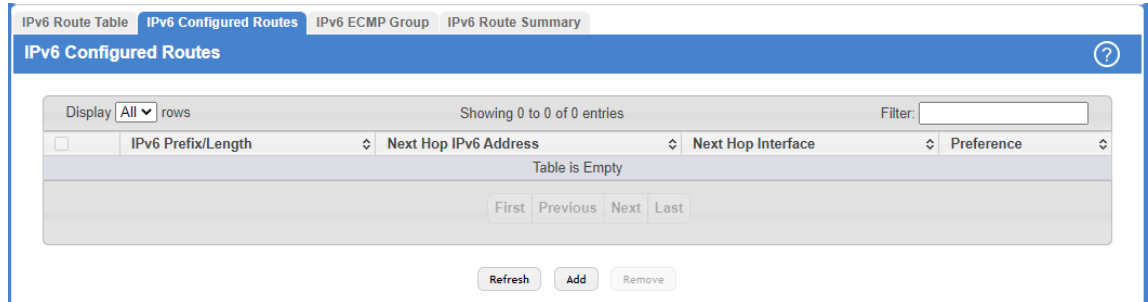 IPv6 Route Table IPv6 Configured Routes IPv6 ECMP Group IPv6 Route Summary
IPv6 Configured Routes ?
Display All rows Showing 0 to 0 of 0 entries Filter:
IPv6 Prefix/Length Next Hop IPv6 Address Next Hop Interface Preference
Table is Empty
First Previous Next Last
Refresh Add Remove